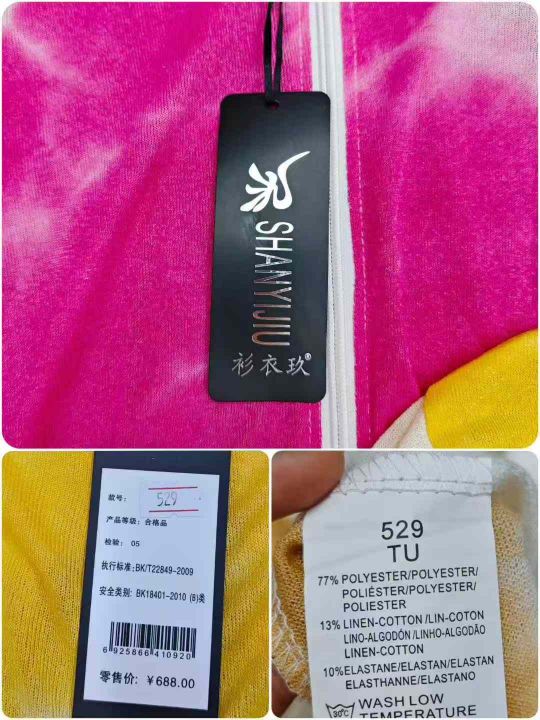 SHANYIJIU
衫衣玖®
款号：
529
产品等级：合格品
检验： 05
执行标准：BK/T22849-2009
安全类别： BK18401-2010 (B)类
6 925866 410920
零售价：￥688.00
529
TU
77% POLYESTER/POLYESTER/
POLIÉSTER/POLYESTER/
POLIESTER
13% LINEN-COTTON /LIN-COTON
LINO-ALGODÓN /LINHO-ALGODÃO
LINEN-COTTON
10%ELASTANE/ELASTAN/ELASTAN
ELASTHANNE/ELASTANO
30°C WASH LOW
TEMPERATURE